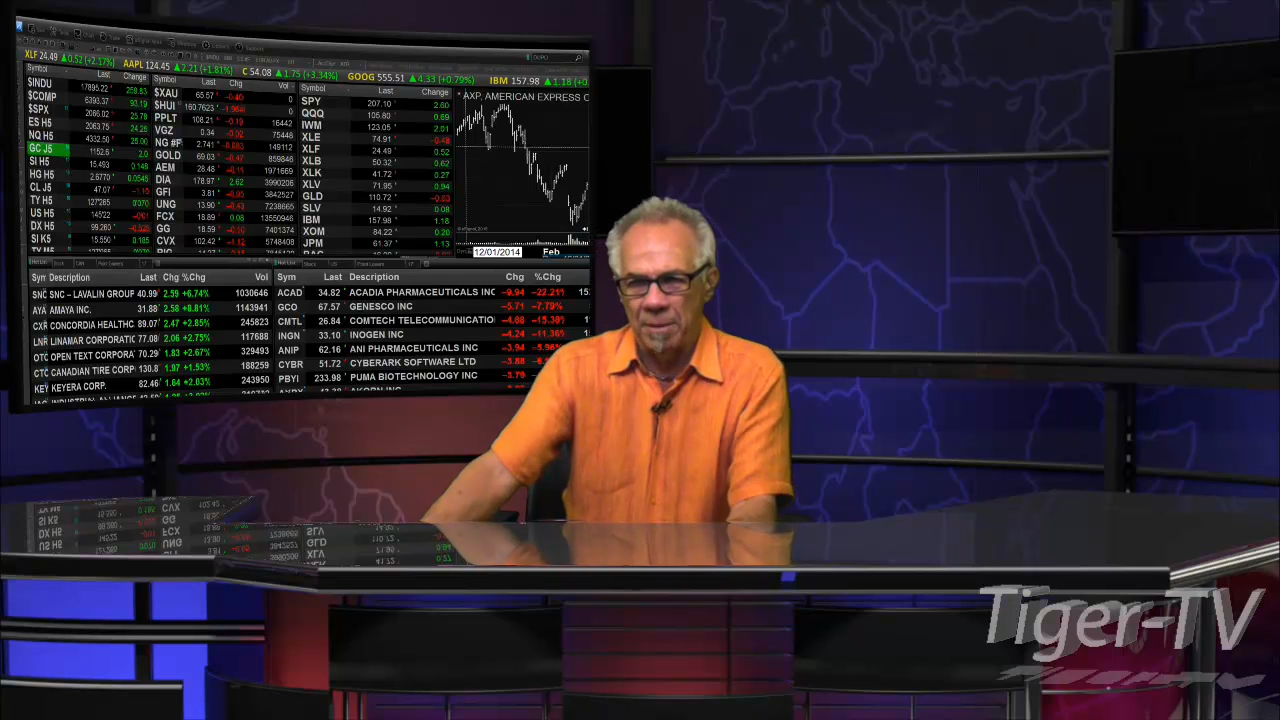 XLF 24.49 ▲0.52 (+2.17%) AAPL 124.45 ▲2.21 (+1.81%) C 54.08 ▲1.75 (+3.34%) GOOG 555.51 ▲4.33 (+0.79%) IBM 157.98 ▲1.18
Symbol Last Change
$INDU 17895.22 259.83
$COMP 6393.37 93.19
$SPX 2086.02 25.78
ES H5 2063.75 24.25
NQ H5 4332.50 25.00
GC J5 1152.6 2.0
SI H5 15.493 0.148
HG H5 2.6770 0.0545
CL J5 47.07
TY H5 127'265 0'070
US H5 145'22
DX H5 99.260
SI K5 15.550 0.185
Symbol Last Chg Vol
$XAU 65.57 -0.40 0
$HUI 160.7623 0
PPLT 108.21 -0.19 16442
VGZ 0.34 -0.02 75448
NG #F 2.741 149112
GOLD 69.03 -0.47 859846
AEM 28.48 1971669
DIA 178.97 2.62 3990206
GFI 3.81 3842527
UNG 13.90 7238665
FCX 18.89 0.08 13550946
GG 18.59 -0.10 7401374
CVX 102.42 5748408
Symbol Last Change
SPY 207.10 2.60
QQQ 105.80 0.69
IWM 123.05 2.01
XLE 74.91
XLF 24.49 0.52
XLB 50.32 0.62
XLK 41.72 0.27
XLV 71.95 0.94
GLD 110.72
SLV 14.92 0.08
IBM 157.98 1.18
XOM 84.22 0.20
JPM 61.37 1.13
AXP, AMERICAN EXPRESS C
12/01/2014 Feb
Sym Description Last Chg %Chg Vol
SNC SNC – LAVALIN GROUP 40.99 2.59 +6.74% 1030646
AYA AMAYA INC. 31.88 2.58 +8.81% 1143941
CXR CONCORDIA HEALTHC 89.07 2.47 +2.85% 245823
LNR LINAMAR CORPORATIC 77.08 2.06 +2.75% 117688
OTC OPEN TEXT CORPORA 70.29 1.83 +2.67% 329493
CTC CANADIAN TIRE CORP 130.8 1.97 +1.53% 188259
KEY KEYERA CORP. 82.46 1.64 +2.03% 243950
Sym Last Description Chg %Chg
ACAD 34.82 ACADIA PHARMACEUTICALS INC -9.94 -22.21%
GCO 67.57 GENESCO INC -5.71 -7.79%
CMTL 26.84 COMTECH TELECOMMUNICATIO -4.88 -15.38%
INGN 33.10 INOGEN INC -4.24 -11.36%
ANIP 62.16 ANI PHARMACEUTICALS INC -3.94 -5.96%
CYBR 51.72 CYBERARK SOFTWARE LTD -3.88
PBYI 233.98 PUMA BIOTECHNOLOGY INC -3.79
Tiger-TV